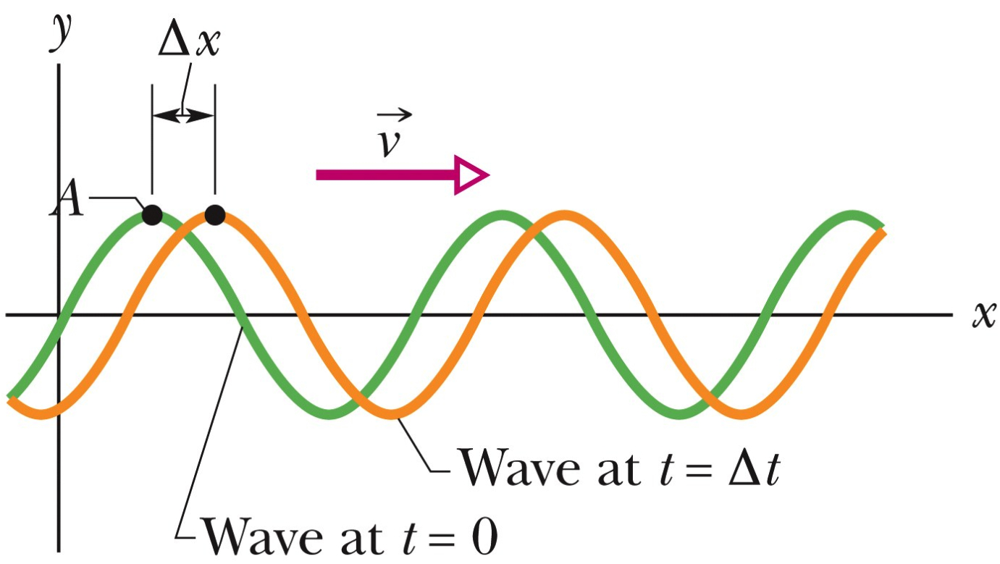 y
Δx
v⃗
A
x
Wave at t = Δt
Wave at t = 0